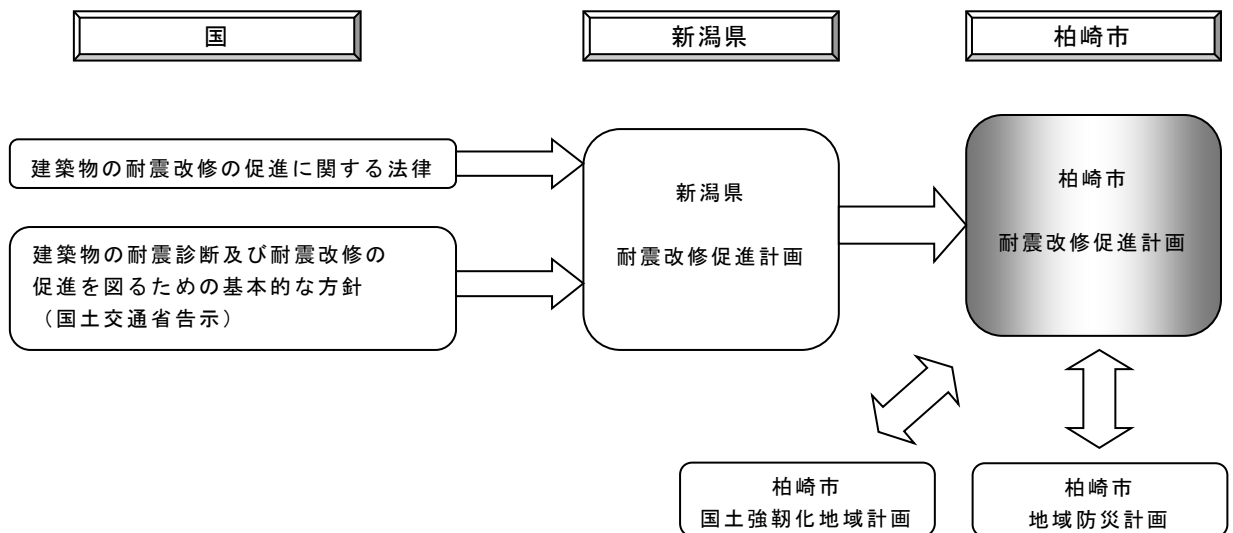 国
新潟県
柏崎市
建築物の耐震改修の促進に関する法律
建築物の耐震診断及び耐震改修の
促進を図るための基本的な方針
（国土交通省告示）
新潟県
耐震改修促進計画
柏崎市
耐震改修促進計画
柏崎市
国土強靭化地域計画
柏崎市
地域防災計画